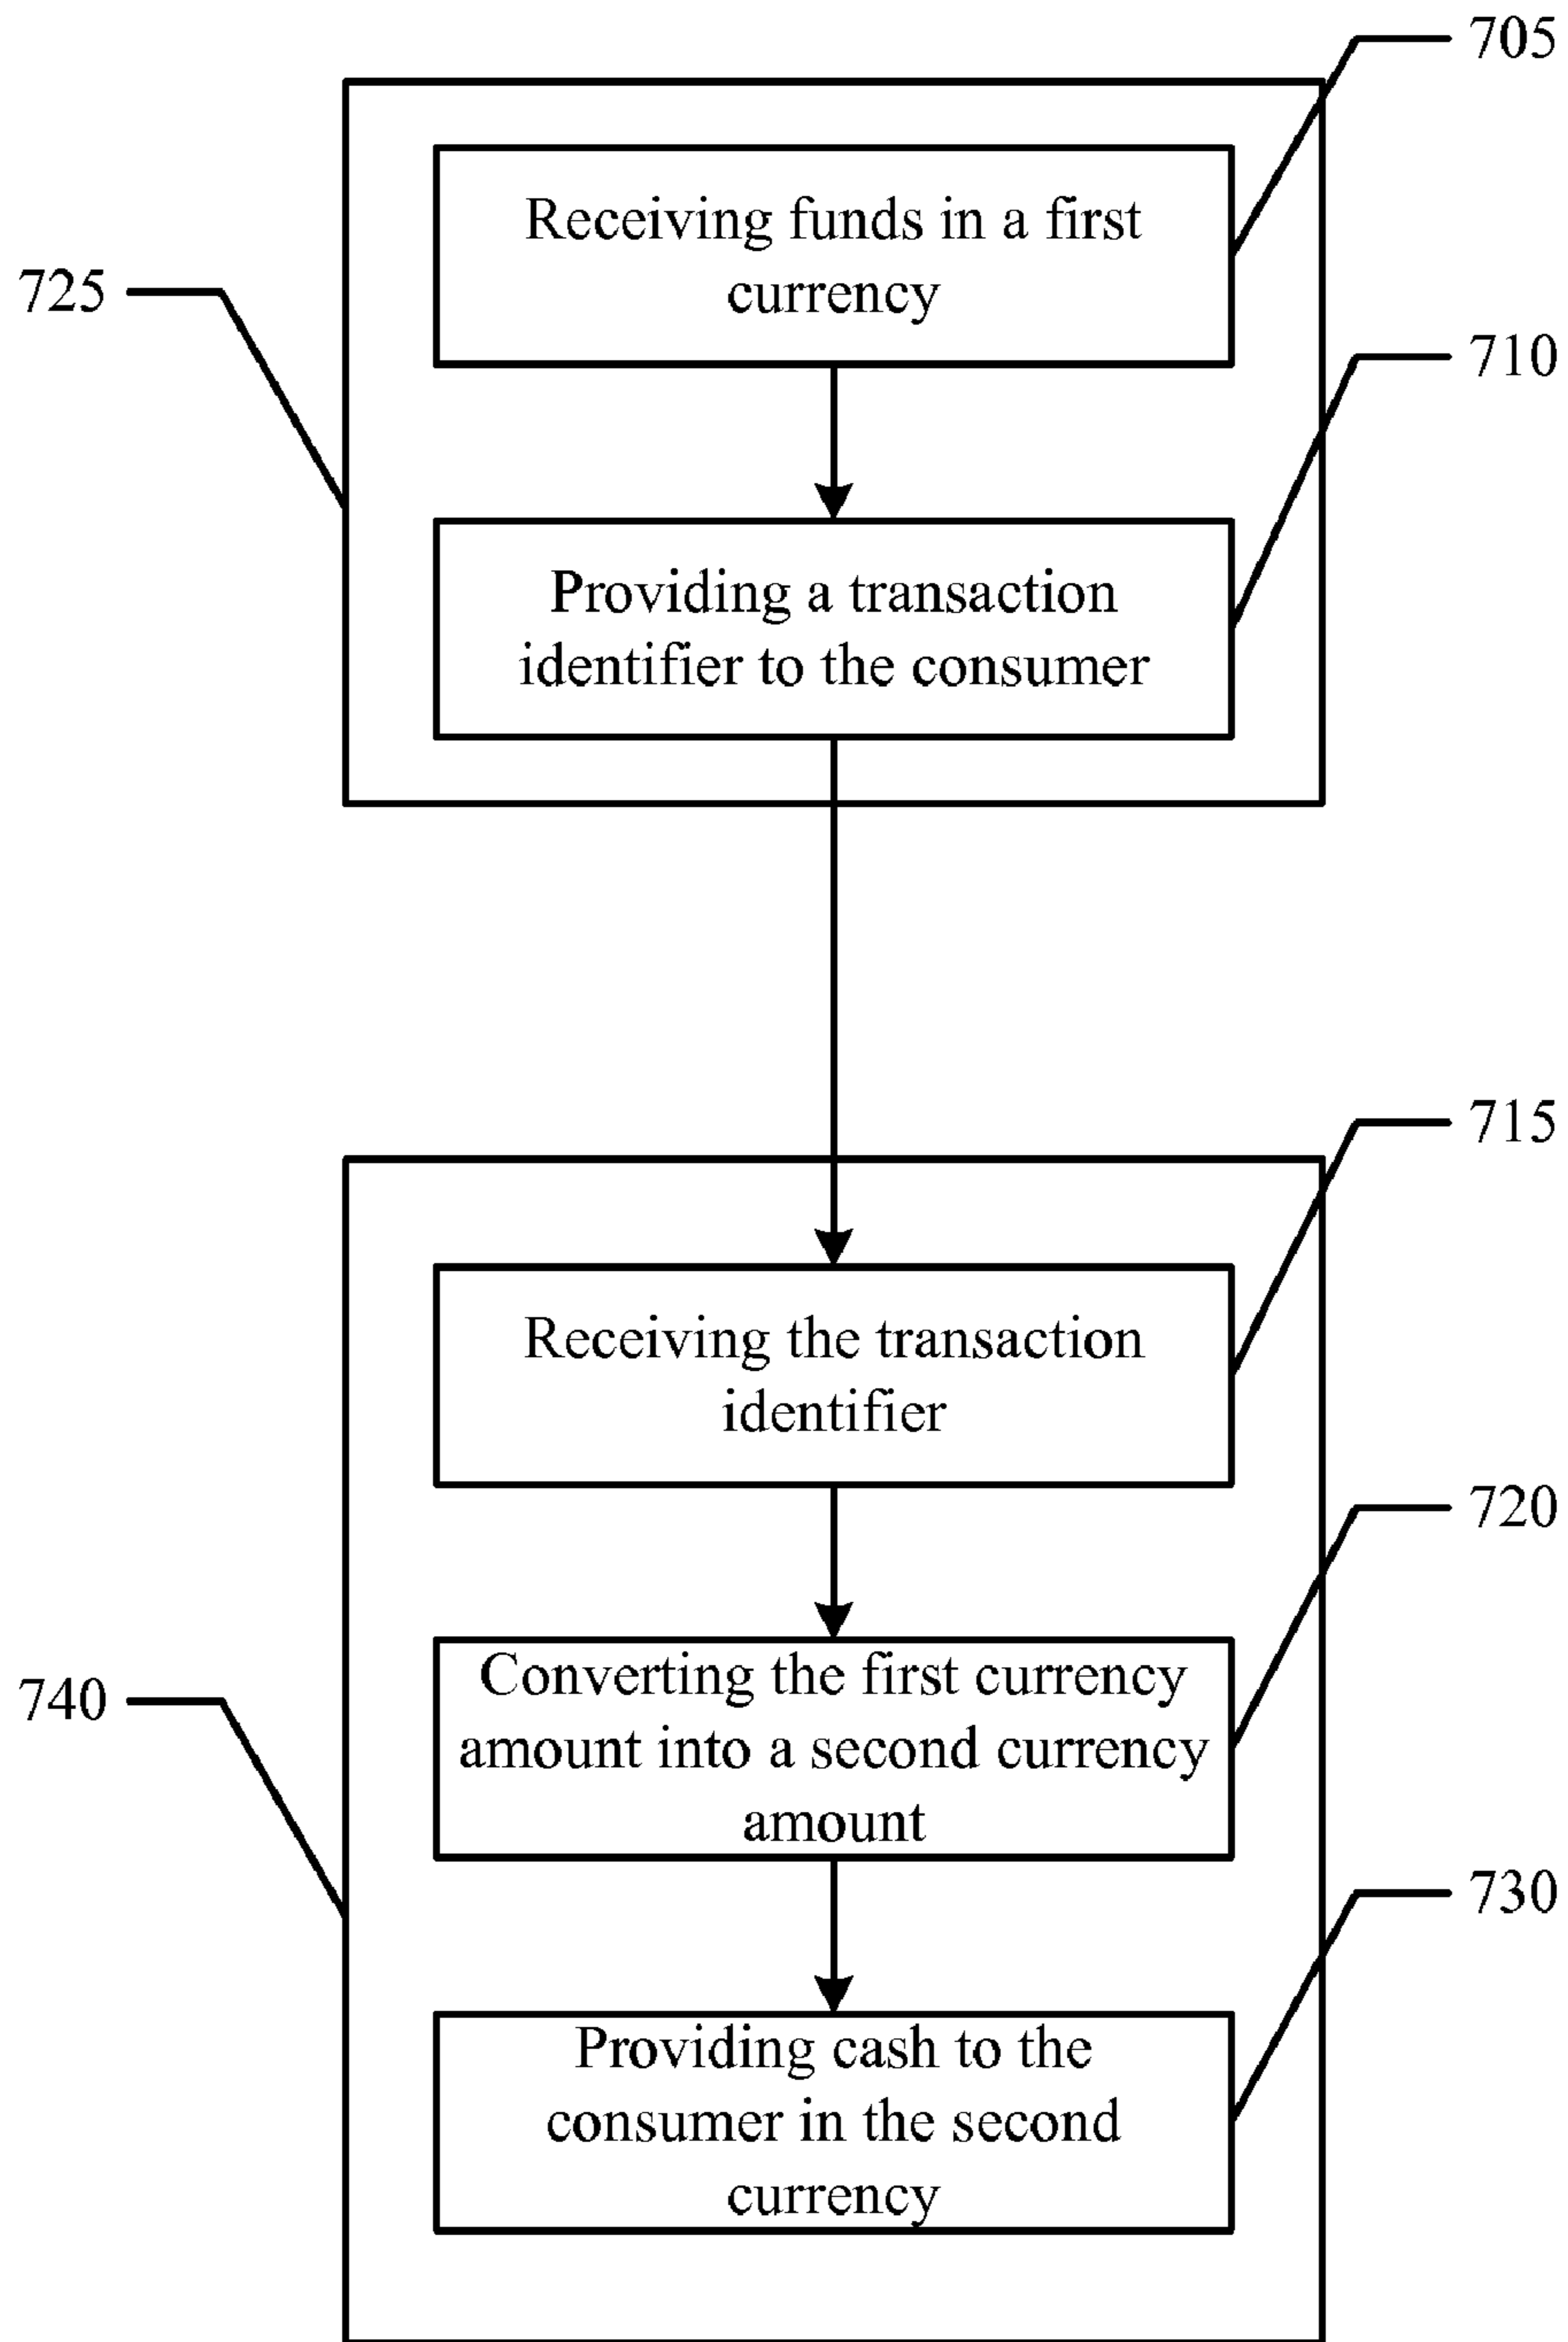 705
Receiving funds in a first
currency
725
710
Providing a transaction
identifier to the consumer
715
Receiving the transaction
identifier
720
Converting the first currency
amount into a second currency
amount
740
730
Providing cash to the
consumer in the second
currency